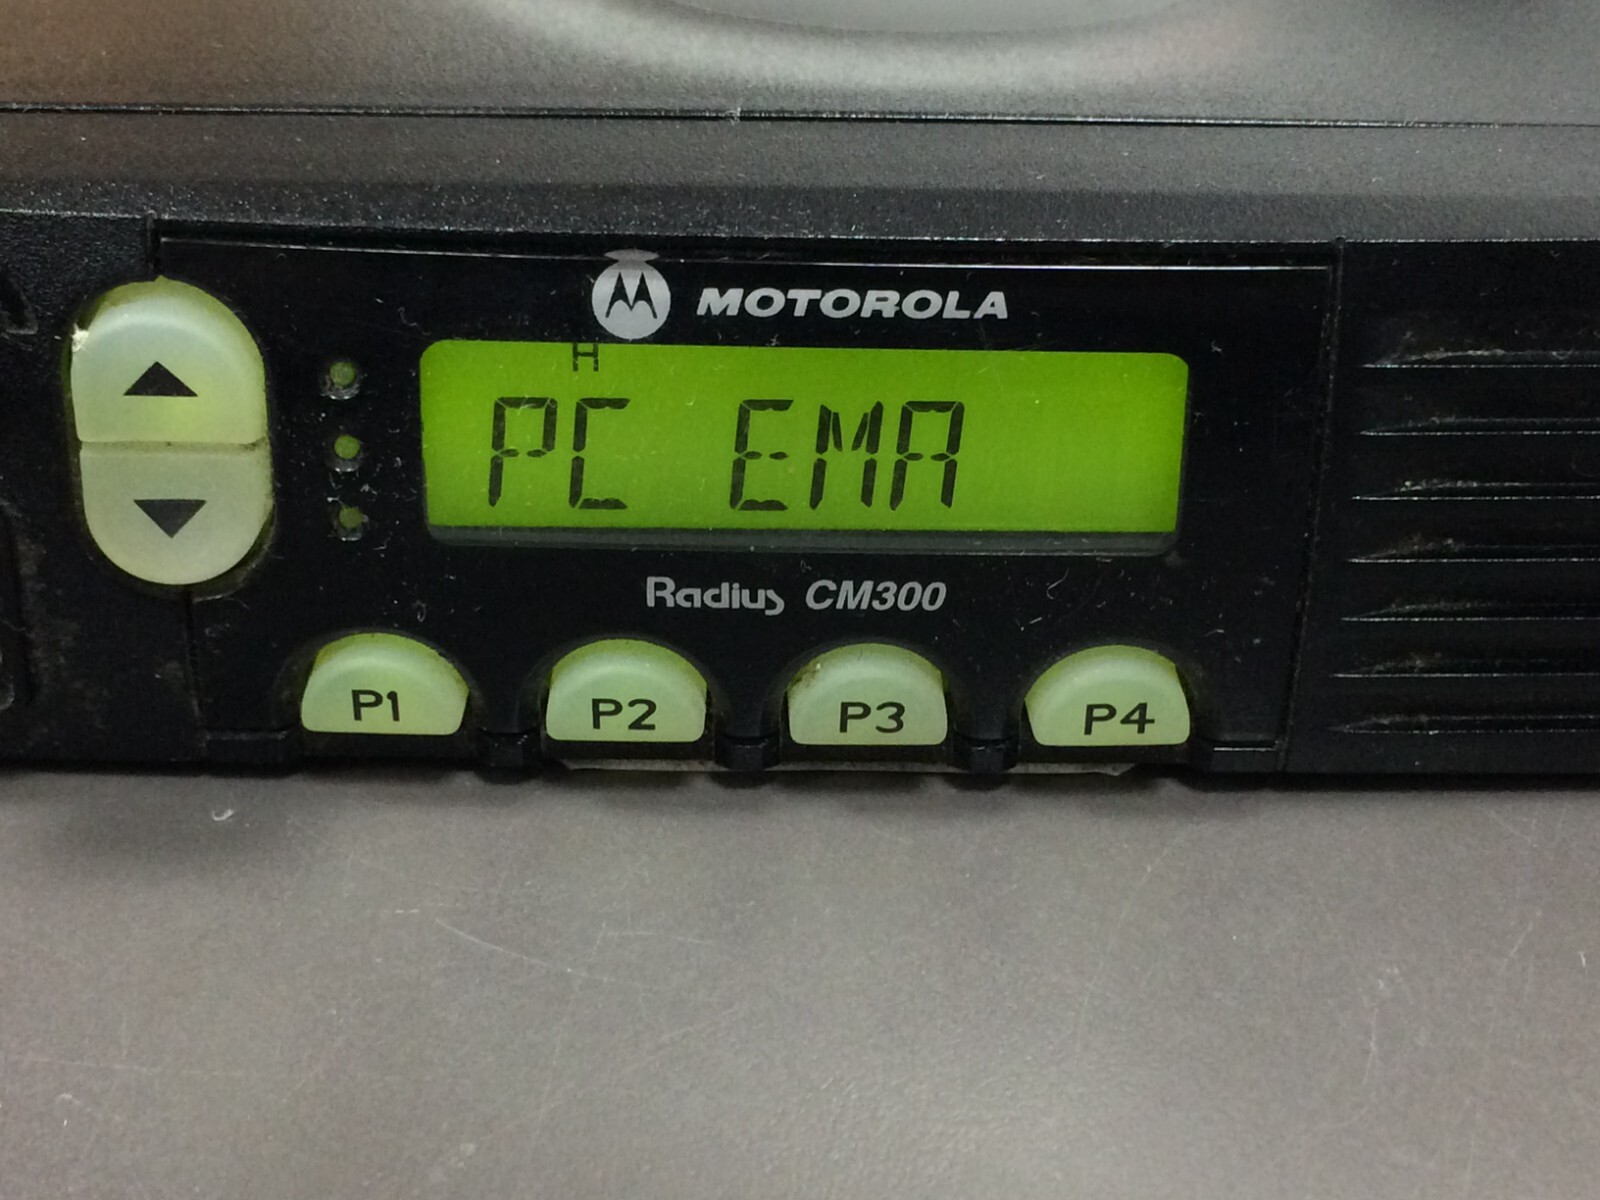 MOTOROLA
H
PC EMA
Radius CM300
P1 P2 P3 P4